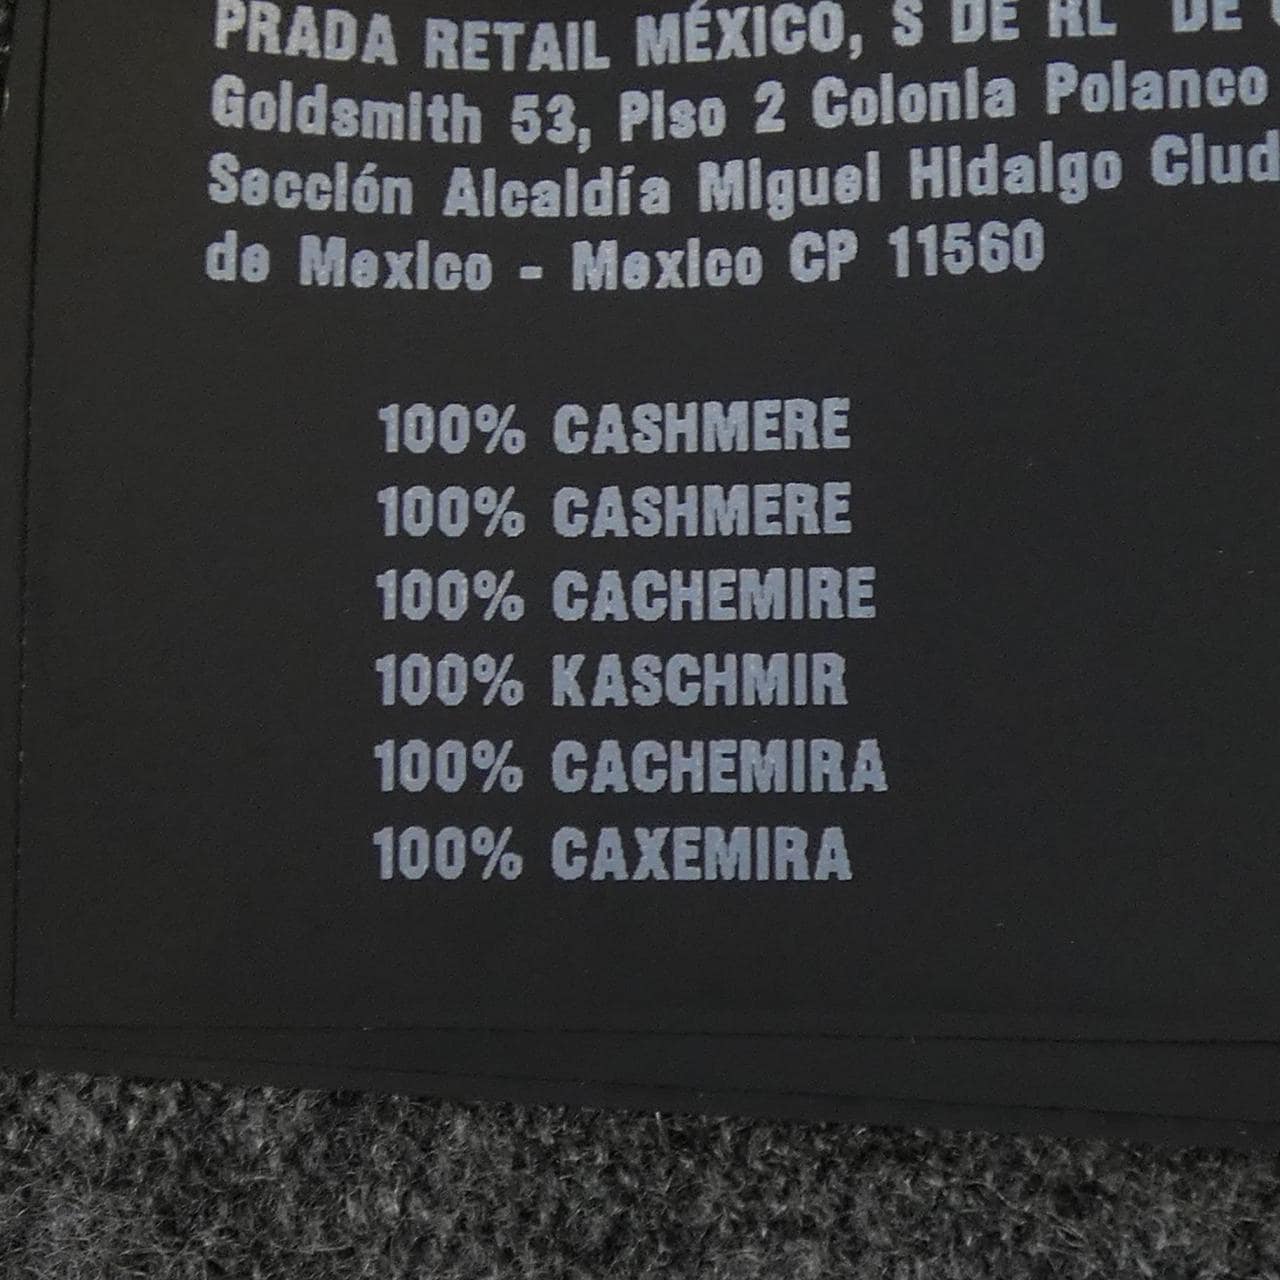 PRADA RETAIL MÉXICO, S DE RL DE
Goldsmith 53, Piso 2 Colonia Polanco
Sección Alcaldía Miguel Hidalgo Ciud
de Mexico - Mexico CP 11560
100% CASHMERE
100% CASHMERE
100% CACHEMIRE
100% KASCHMIR
100% CACHEMIRA
100% CAXEMIRA